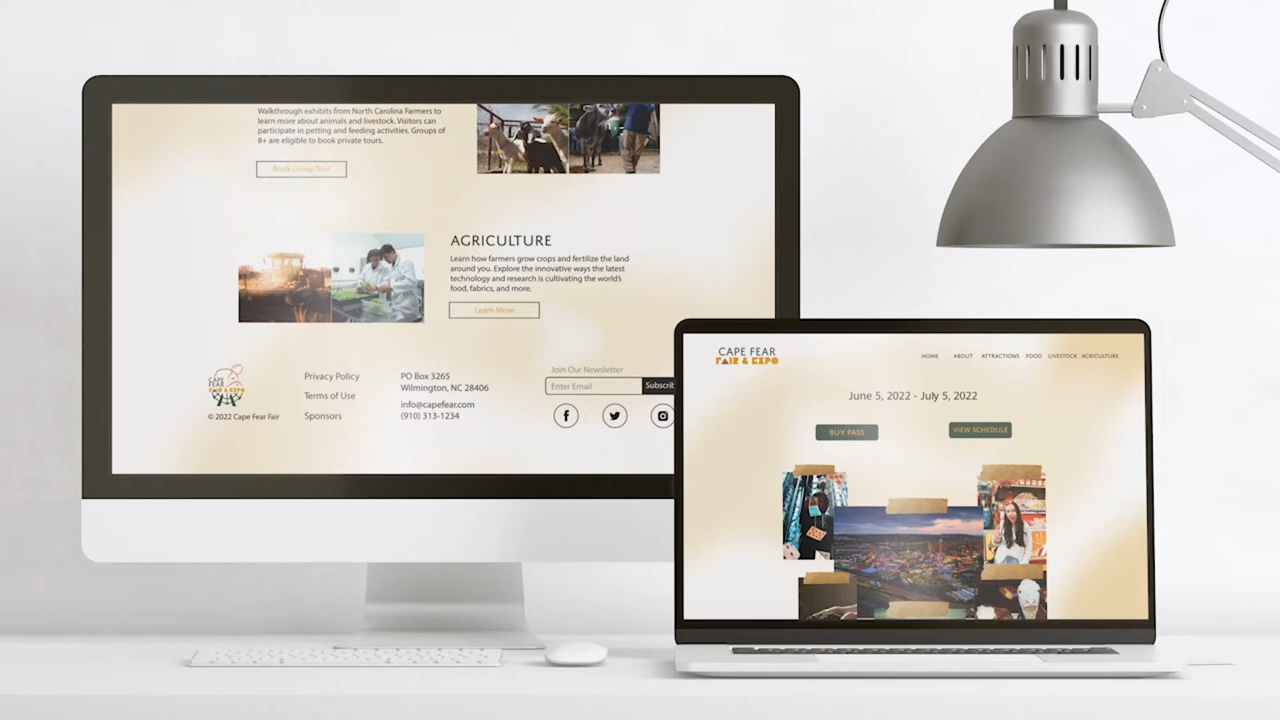 Walkthrough exhibits from North Carolina Farmers to
learn more about animals and livestock. Visitors can
participate in petting and feeding activities. Groups of
8+ are eligible to book private tours.
Book Group Visit
AGRICULTURE
Learn how farmers grow crops and fertilize the land
around you. Explore the innovative ways the latest
technology and research is cultivating the world's
food, fabrics, and more.
Learn More
CAPE
FEAR
FAIR & EXPO
© 2022 Cape Fear Fair
Privacy Policy
Terms of Use
Sponsors
PO Box 3265
Wilmington, NC 28406
info@capefear.com
(910) 313-1234
Join Our Newsletter
Enter Email
Subscrib
CAPE FEAR
FAIR & EXPO
HOME ABOUT ATTRACTIONS FOOD LIVESTOCK AGRICULTURE
June 5, 2022 - July 5, 2022
BUY PASS
VIEW SCHEDULE